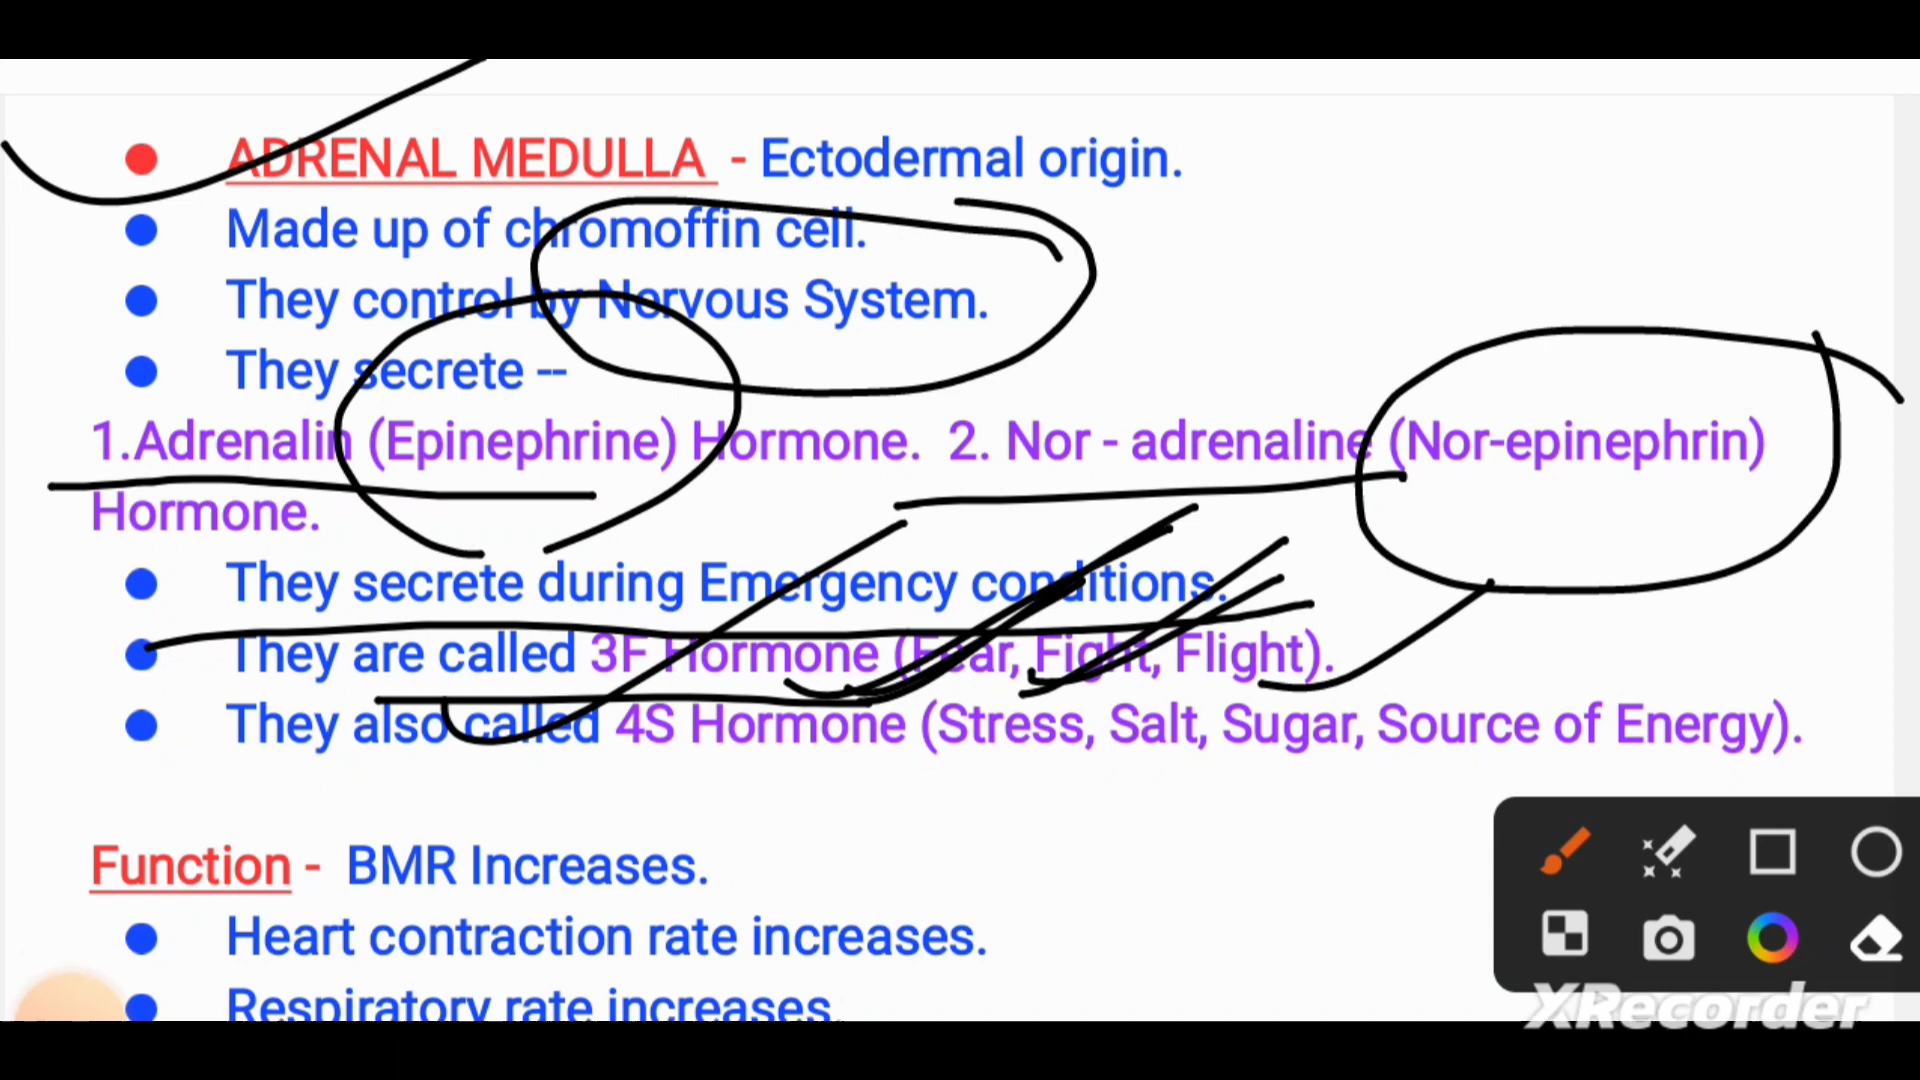 ADRENAL MEDULLA - Ectodermal origin.
Made up of chromoffin cell.
They control by Nervous System.
They secrete --
1.Adrenalin (Epinephrine) Hormone. 2. Nor - adrenaline (Nor-epinephrin)
Hormone.
They secrete during Emergency conditions.
They are called 3F Hormone (Fear, Fight, Flight).
They also called 4S Hormone (Stress, Salt, Sugar, Source of Energy).
Function - BMR Increases.
Heart contraction rate increases.
Respiratory rate increases.
XRecorder